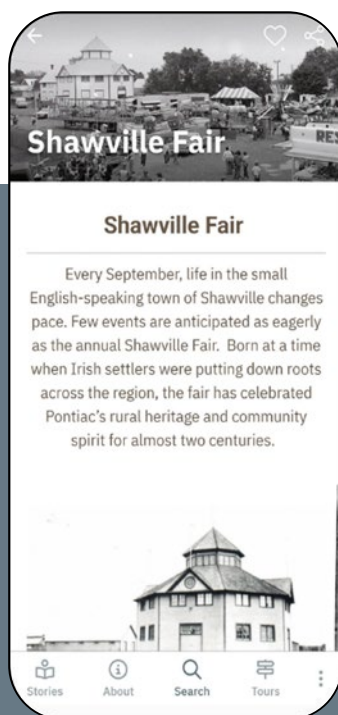 Shawville Fair
Shawville Fair
Every September, life in the small
English-speaking town of Shawville changes
pace. Few events are anticipated as eagerly
as the annual Shawville Fair. Born at a time
when Irish settlers were putting down roots
across the region, the fair has celebrated
Pontiac's rural heritage and community
spirit for almost two centuries.
Stories
About
Search
Tours